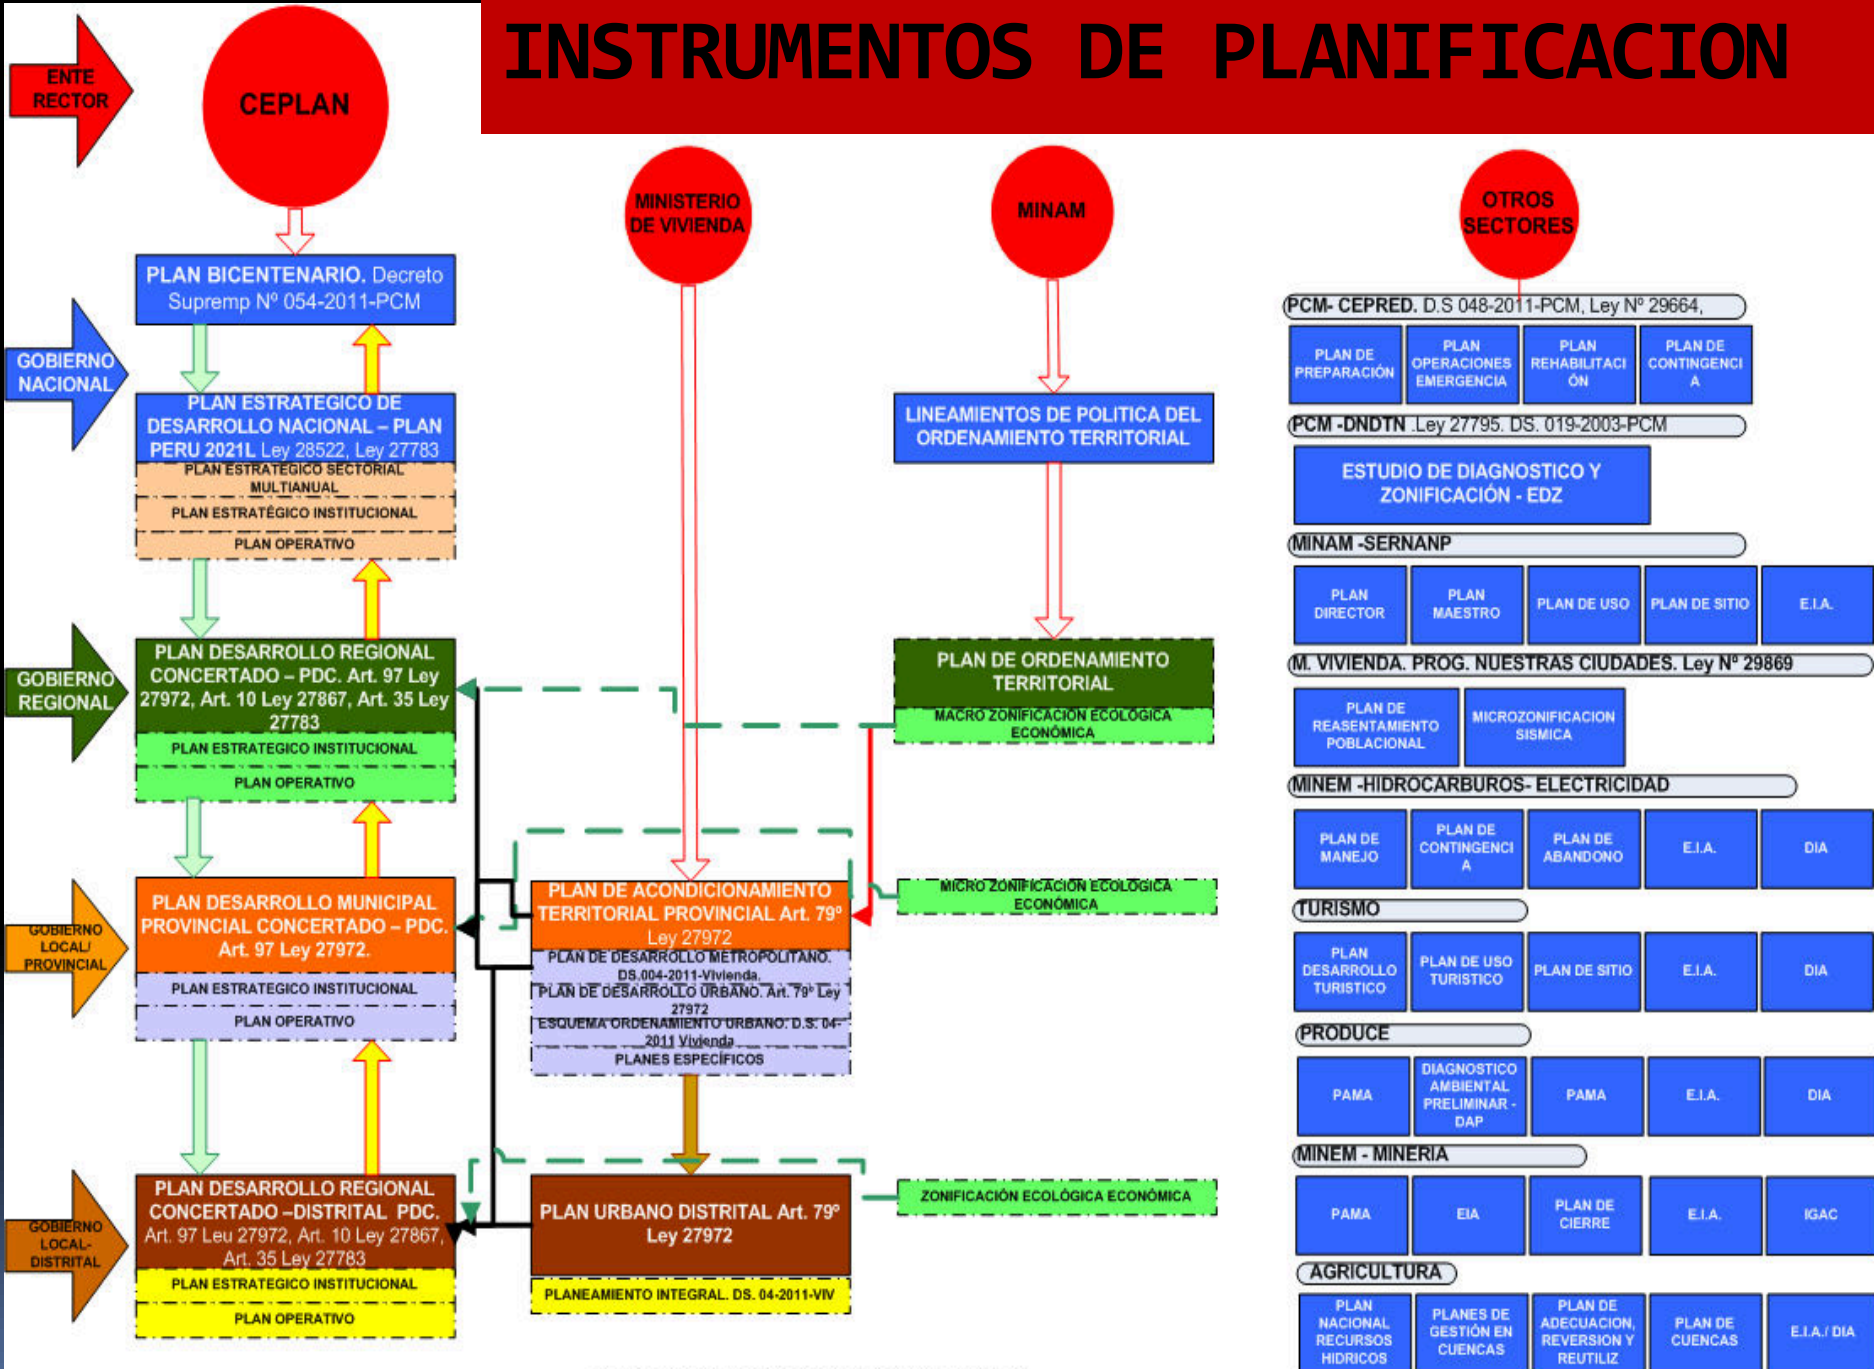 INSTRUMENTOS DE PLANIFICACION
ENTE
RECTOR
CEPLAN
MINISTERIO
DE VIVIENDA
MINAM
OTROS
SECTORES
GOBIERNO
NACIONAL
PLAN BICENTENARIO. Decreto
Supremp Nº 054-2011-PCM
PLAN ESTRATEGICO DE
DESARROLLO NACIONAL – PLAN
PERU 2021L Ley 28522, Ley 27783
PLAN ESTRATÉGICO SECTORIAL
MULTIANUAL
PLAN ESTRATÉGICO INSTITUCIONAL
PLAN OPERATIVO
LINEAMIENTOS DE POLITICA DEL
ORDENAMIENTO TERRITORIAL
GOBIERNO
REGIONAL
PLAN DESARROLLO REGIONAL
CONCERTADO – PDC. Art. 97 Ley
27972, Art. 10 Ley 27867, Art. 35 Ley
27783
PLAN ESTRATEGICO INSTITUCIONAL
PLAN OPERATIVO
PLAN DE ORDENAMIENTO
TERRITORIAL
MACRO ZONIFICACIÓN ECOLÓGICA
ECONÓMICA
GOBIERNO
LOCAL/
PROVINCIAL
PLAN DESARROLLO MUNICIPAL
PROVINCIAL CONCERTADO – PDC.
Art. 97 Ley 27972.
PLAN ESTRATEGICO INSTITUCIONAL
PLAN OPERATIVO
PLAN DE ACONDICIONAMIENTO
TERRITORIAL PROVINCIAL Art. 79º
Ley 27972
PLAN DE DESARROLLO METROPOLITANO.
DS.004-2011-Vivienda.
PLAN DE DESARROLLO URBANO. Art. 79º Ley
27972
ESQUEMA ORDENAMIENTO URBANO. D.S. 04-
2011 Vivienda
PLANES ESPECÍFICOS
MICRO ZONIFICACIÓN ECOLÓGICA
ECONÓMICA
GOBIERNO
LOCAL-
DISTRITAL
PLAN DESARROLLO REGIONAL
CONCERTADO –DISTRITAL PDC.
Art. 97 Leu 27972, Art. 10 Ley 27867,
Art. 35 Ley 27783
PLAN ESTRATEGICO INSTITUCIONAL
PLAN OPERATIVO
PLAN URBANO DISTRITAL Art. 79º
Ley 27972
PLANEAMIENTO INTEGRAL. DS. 04-2011-VIV
ZONIFICACIÓN ECOLÓGICA ECONÓMICA
PCM- CEPRED. D.S 048-2011-PCM, Ley Nº 29664,
PLAN DE
PREPARACIÓN
PLAN
OPERACIONES
EMERGENCIA
PLAN
REHABILITACI
ÓN
PLAN DE
CONTINGENCI
A
PCM -DNDTN .Ley 27795. DS. 019-2003-PCM
ESTUDIO DE DIAGNOSTICO Y
ZONIFICACIÓN - EDZ
MINAM -SERNANP
PLAN
DIRECTOR
PLAN
MAESTRO
PLAN DE USO
PLAN DE SITIO
E.I.A.
M. VIVIENDA. PROG. NUESTRAS CIUDADES. Ley Nº 29869
PLAN DE
REASENTAMIENTO
POBLACIONAL
MICROZONIFICACION
SISMICA
MINEM -HIDROCARBUROS- ELECTRICIDAD
PLAN DE
MANEJO
PLAN DE
CONTINGENCI
A
PLAN DE
ABANDONO
E.I.A.
DIA
TURISMO
PLAN
DESARROLLO
TURISTICO
PLAN DE USO
TURISTICO
PLAN DE SITIO
E.I.A.
DIA
PRODUCE
PAMA
DIAGNOSTICO
AMBIENTAL
PRELIMINAR -
DAP
PAMA
E.I.A.
DIA
MINEM - MINERIA
PAMA
EIA
PLAN DE
CIERRE
E.I.A.
IGAC
AGRICULTURA
PLAN
NACIONAL
RECURSOS
HIDRICOS
PLANES DE
GESTIÓN EN
CUENCAS
PLAN DE
ADECUACION,
REVERSION Y
REUTILIZ
PLAN DE
CUENCAS
E.I.A./ DIA